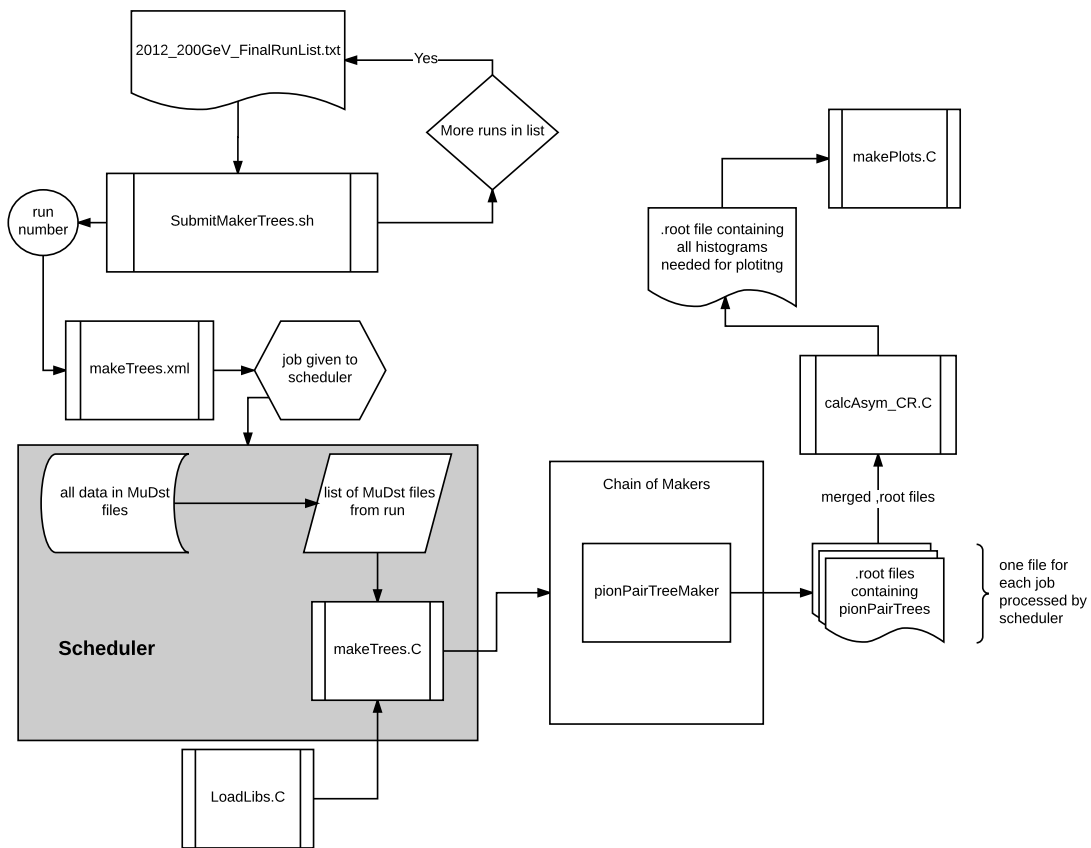 2012_200GeV_FinalRunList.txt
Yes
More runs in list
SubmitMakerTrees.sh
run
number
makeTrees.xml
job given to
scheduler
all data in MuDst
files
list of MuDst files
from run
Scheduler
makeTrees.C
LoadLibs.C
Chain of Makers
pionPairTreeMaker
.root files
containing
pionPairTrees
one file for
each job
processed by
scheduler
merged .root files
calcAsym_CR.C
.root file containing
all histograms
needed for plotitng
makePlots.C